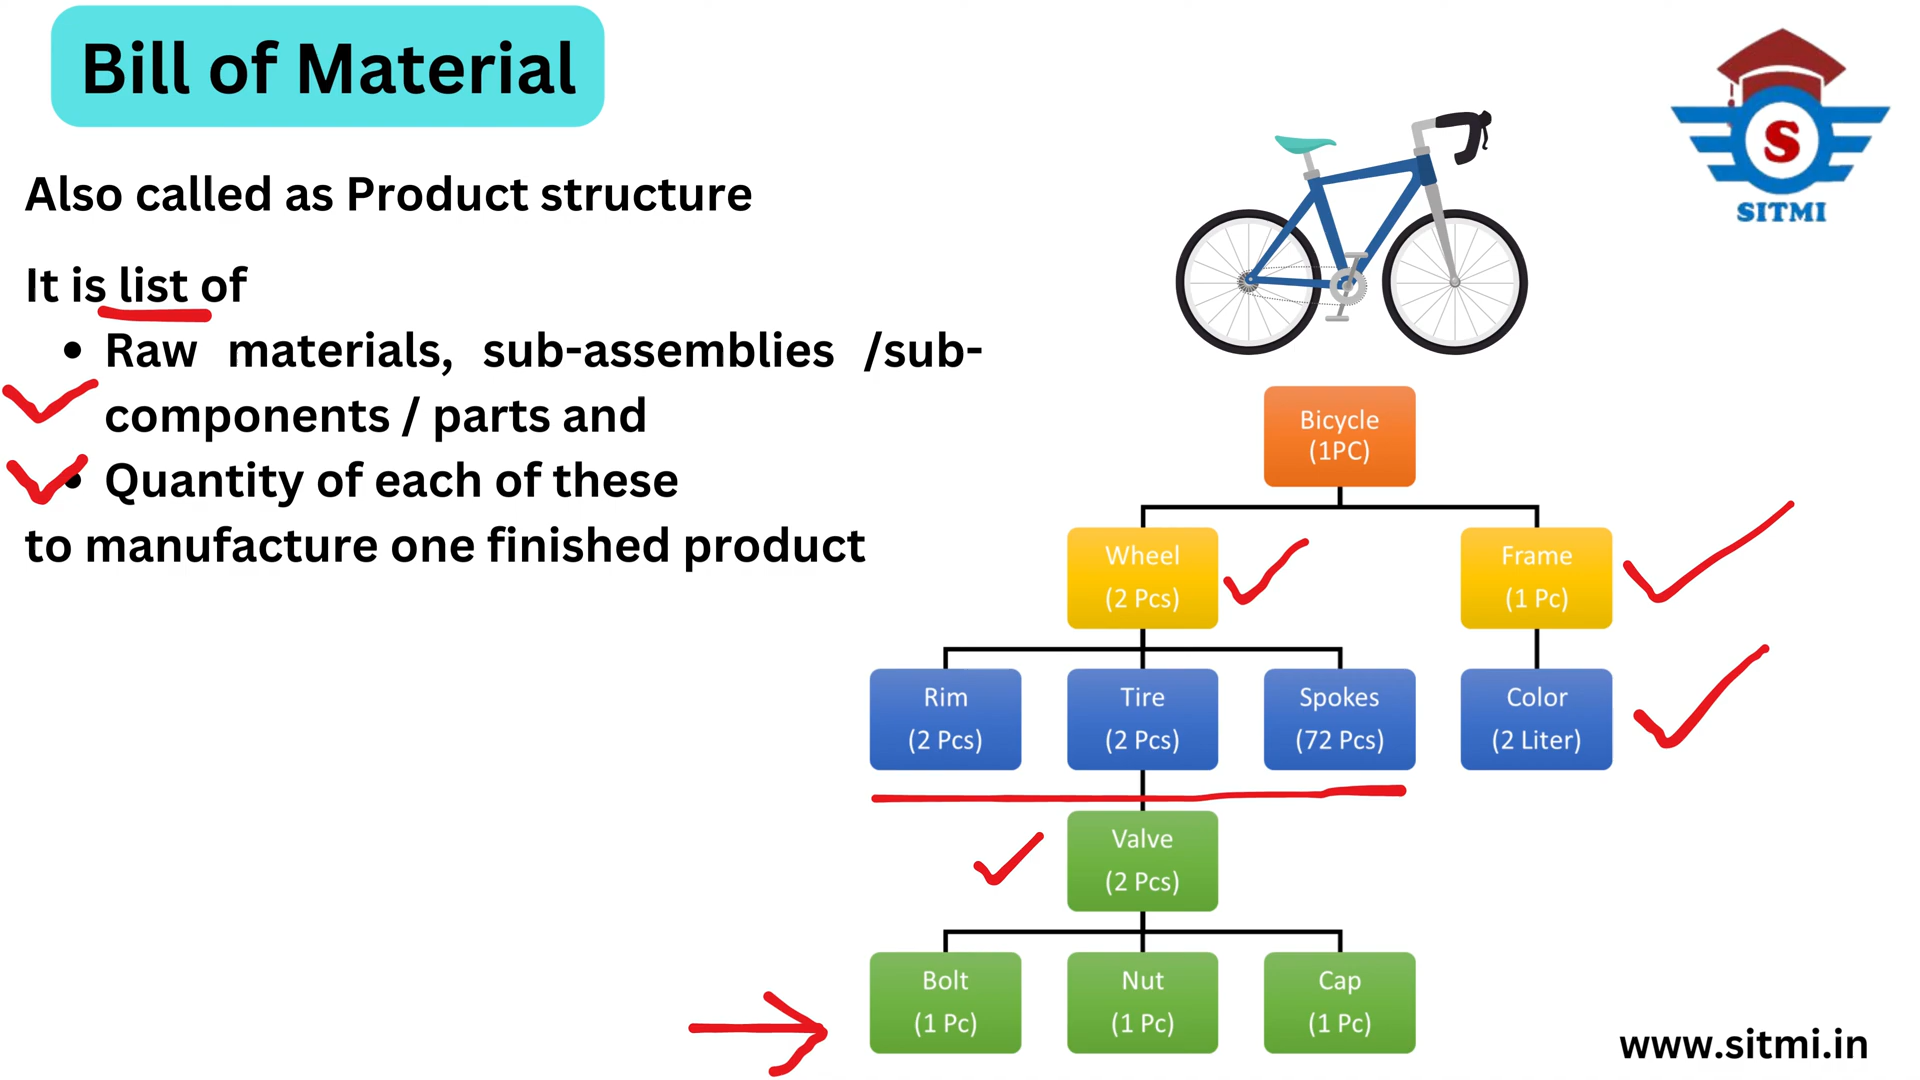 Bill of Material
S
SITMI
Also called as Product structure
It is list of
• Raw materials, sub-assemblies /sub-
components / parts and
• Quantity of each of these
to manufacture one finished product
Bicycle
(1PC)
Wheel
(2 Pcs)
Frame
(1 Pc)
Rim
(2 Pcs)
Tire
(2 Pcs)
Spokes
(72 Pcs)
Color
(2 Liter)
Valve
(2 Pcs)
Bolt
(1 Pc)
Nut
(1 Pc)
Cap
(1 Pc)
www.sitmi.in